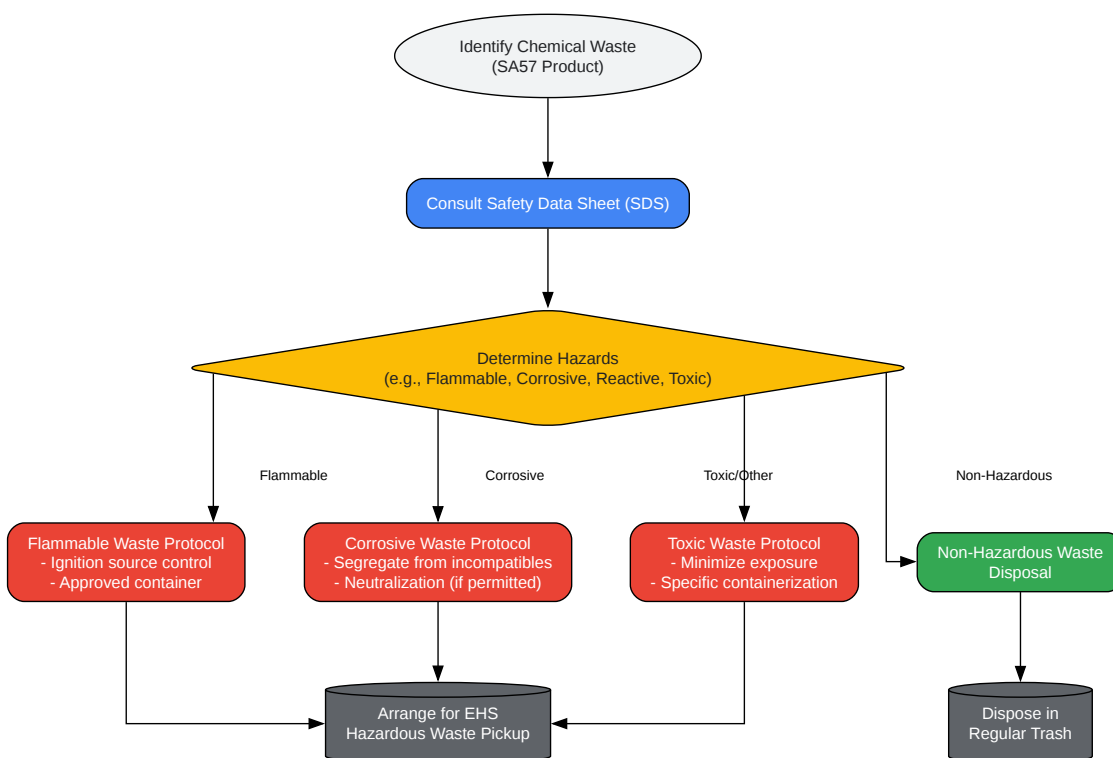 Identify Chemical Waste
(SA57 Product)
Consult Safety Data Sheet (SDS)
Determine Hazards
(e.g., Flammable, Corrosive, Reactive, Toxic)
Flammable
Corrosive
Toxic/Other
Non-Hazardous
Flammable Waste Protocol
- Ignition source control
- Approved container
Corrosive Waste Protocol
- Segregate from incompatibles
- Neutralization (if permitted)
Toxic Waste Protocol
- Minimize exposure
- Specific containerization
Non-Hazardous Waste
Disposal
Arrange for EHS
Hazardous Waste Pickup
Dispose in
Regular Trash